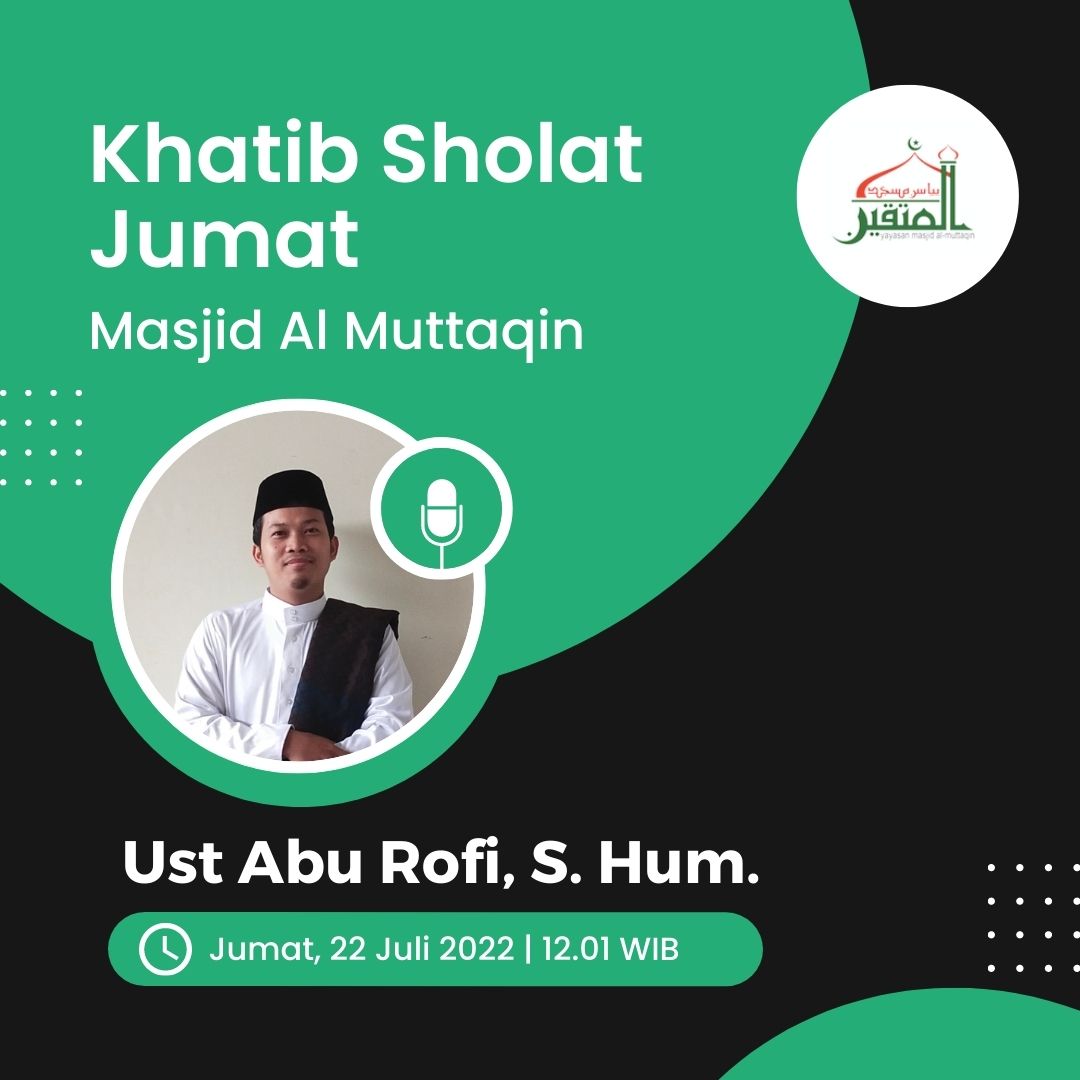 Khatib Sholat
Jumat
Masjid Al Muttaqin
المتقين
yayasan masjid al-muttaqin
Ust Abu Rofi, S. Hum.
Jumat, 22 Juli 2022 | 12.01 WIB